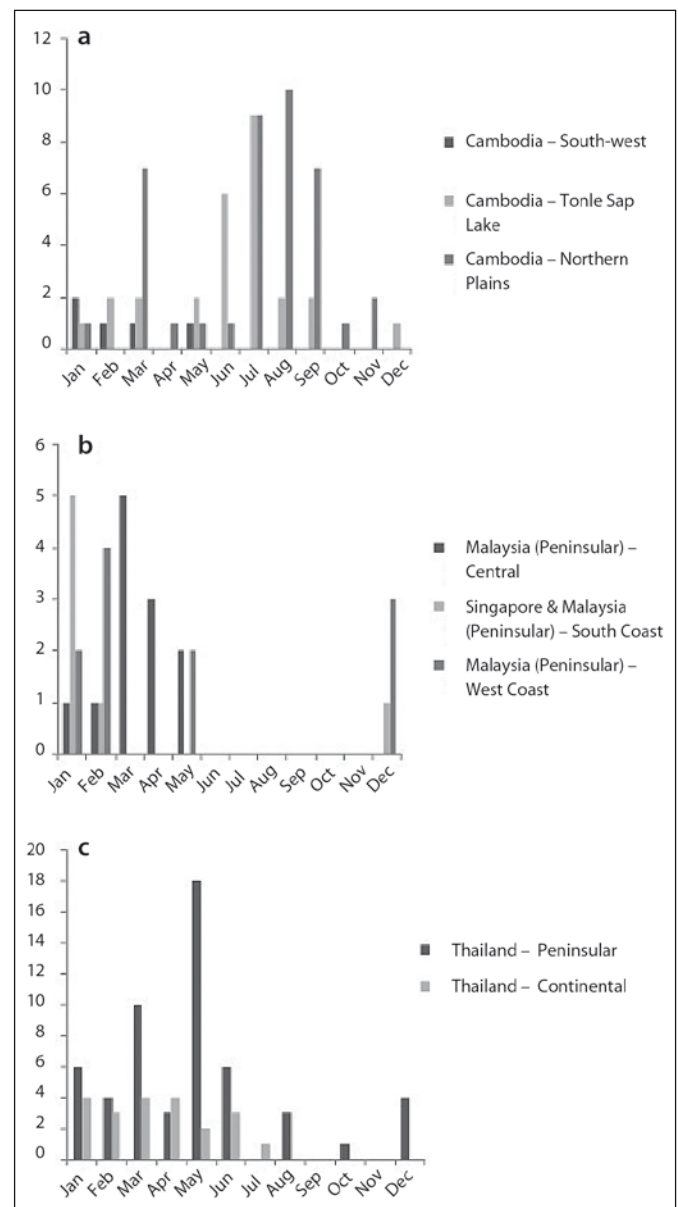 a
12
10
8
6
4
2
0
Jan
Feb
Mar
Apr
May
Jun
Jul
Aug
Sep
Oct
Nov
Dec
Cambodia – South-west
Cambodia – Tonle Sap
Lake
Cambodia – Northern
Plains
b
6
5
4
3
2
1
0
Jan
Feb
Mar
Apr
May
Jun
Jul
Aug
Sep
Oct
Nov
Dec
Malaysia (Peninsular) –
Central
Singapore & Malaysia
(Peninsular) – South Coast
Malaysia (Peninsular) –
West Coast
c
20
18
16
14
12
10
8
6
4
2
0
Jan
Feb
Mar
Apr
May
Jun
Jul
Aug
Sep
Oct
Nov
Dec
Thailand – Peninsular
Thailand – Continental